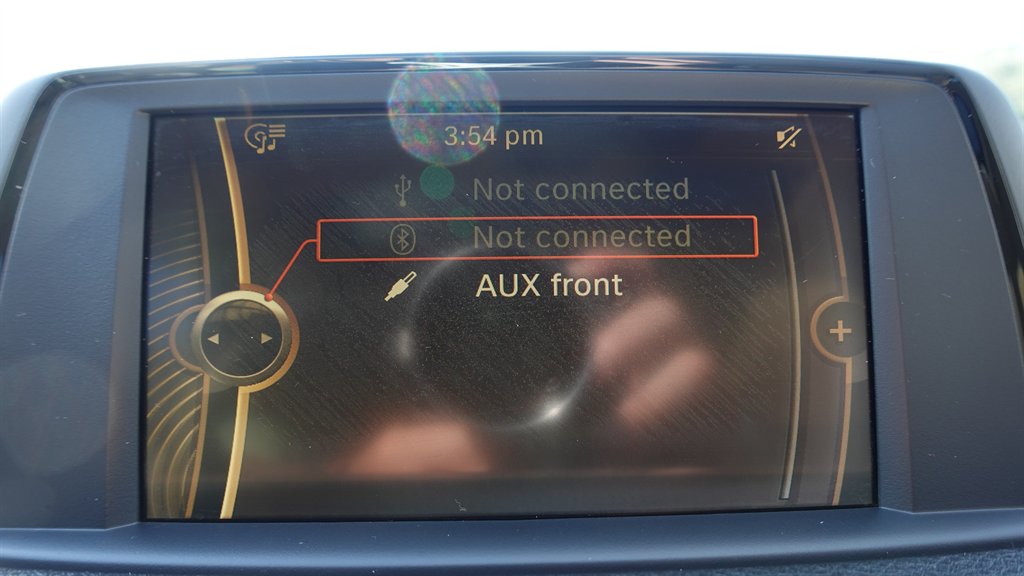 3:54 pm
Not connected
Not connected
AUX front
+